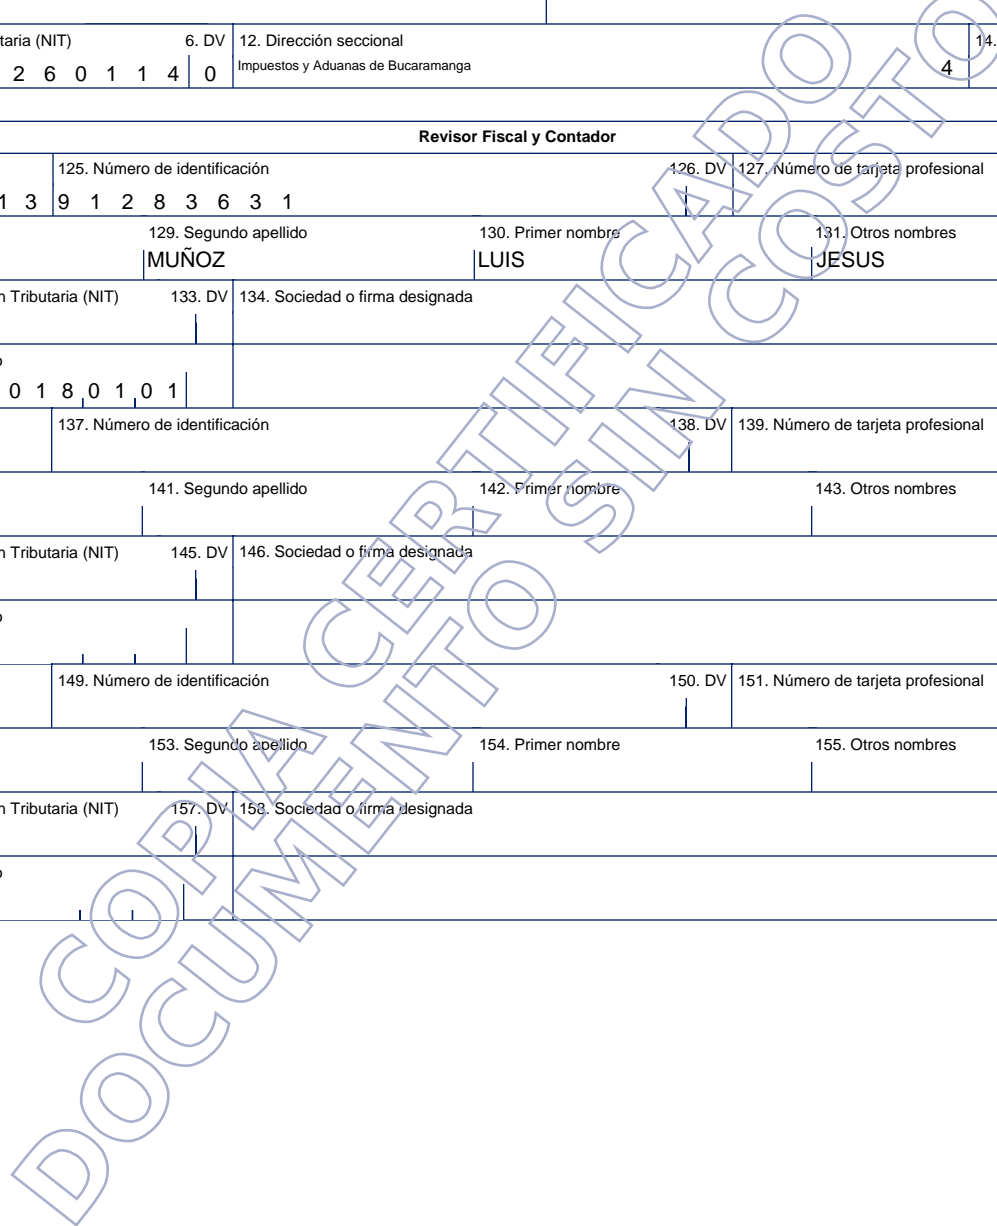 taria (NIT) 6. DV 12. Dirección seccional 14.
2 6 0 1 1 4 0 Impuestos y Aduanas de Bucaramanga 4
Revisor Fiscal y Contador
125. Número de identificación 126. DV 127. Número de tarjeta profesional
1 3 9 1 2 8 3 6 3 1
129. Segundo apellido 130. Primer nombre 131. Otros nombres
MUÑOZ LUIS JESUS
n Tributaria (NIT) 133. DV 134. Sociedad o firma designada
o
0 1 8 0 1 0 1
137. Número de identificación 138. DV 139. Número de tarjeta profesional
141. Segundo apellido 142. Primer nombre 143. Otros nombres
n Tributaria (NIT) 145. DV 146. Sociedad o firma designada
o
149. Número de identificación 150. DV 151. Número de tarjeta profesional
153. Segundo apellido 154. Primer nombre 155. Otros nombres
n Tributaria (NIT) 157. DV 158. Sociedad o firma designada
o
COPIA CERTIFICADO
DOCUMENTO SIN COSTO